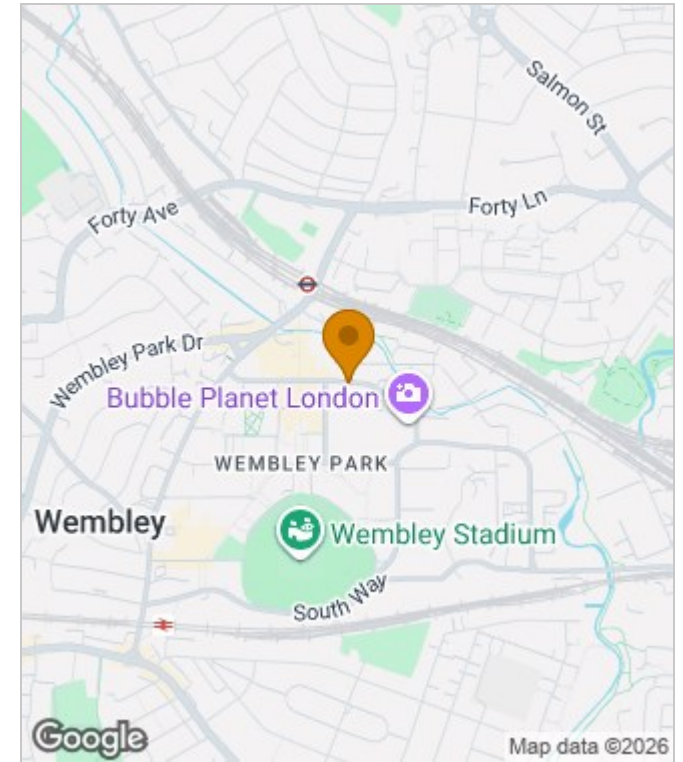 Salmon St
Forty Ave
Forty Ln
Wembley Park Dr
Bubble Planet London
WEMBLEY PARK
Wembley
Wembley Stadium
South Way
Google
Map data ©2026